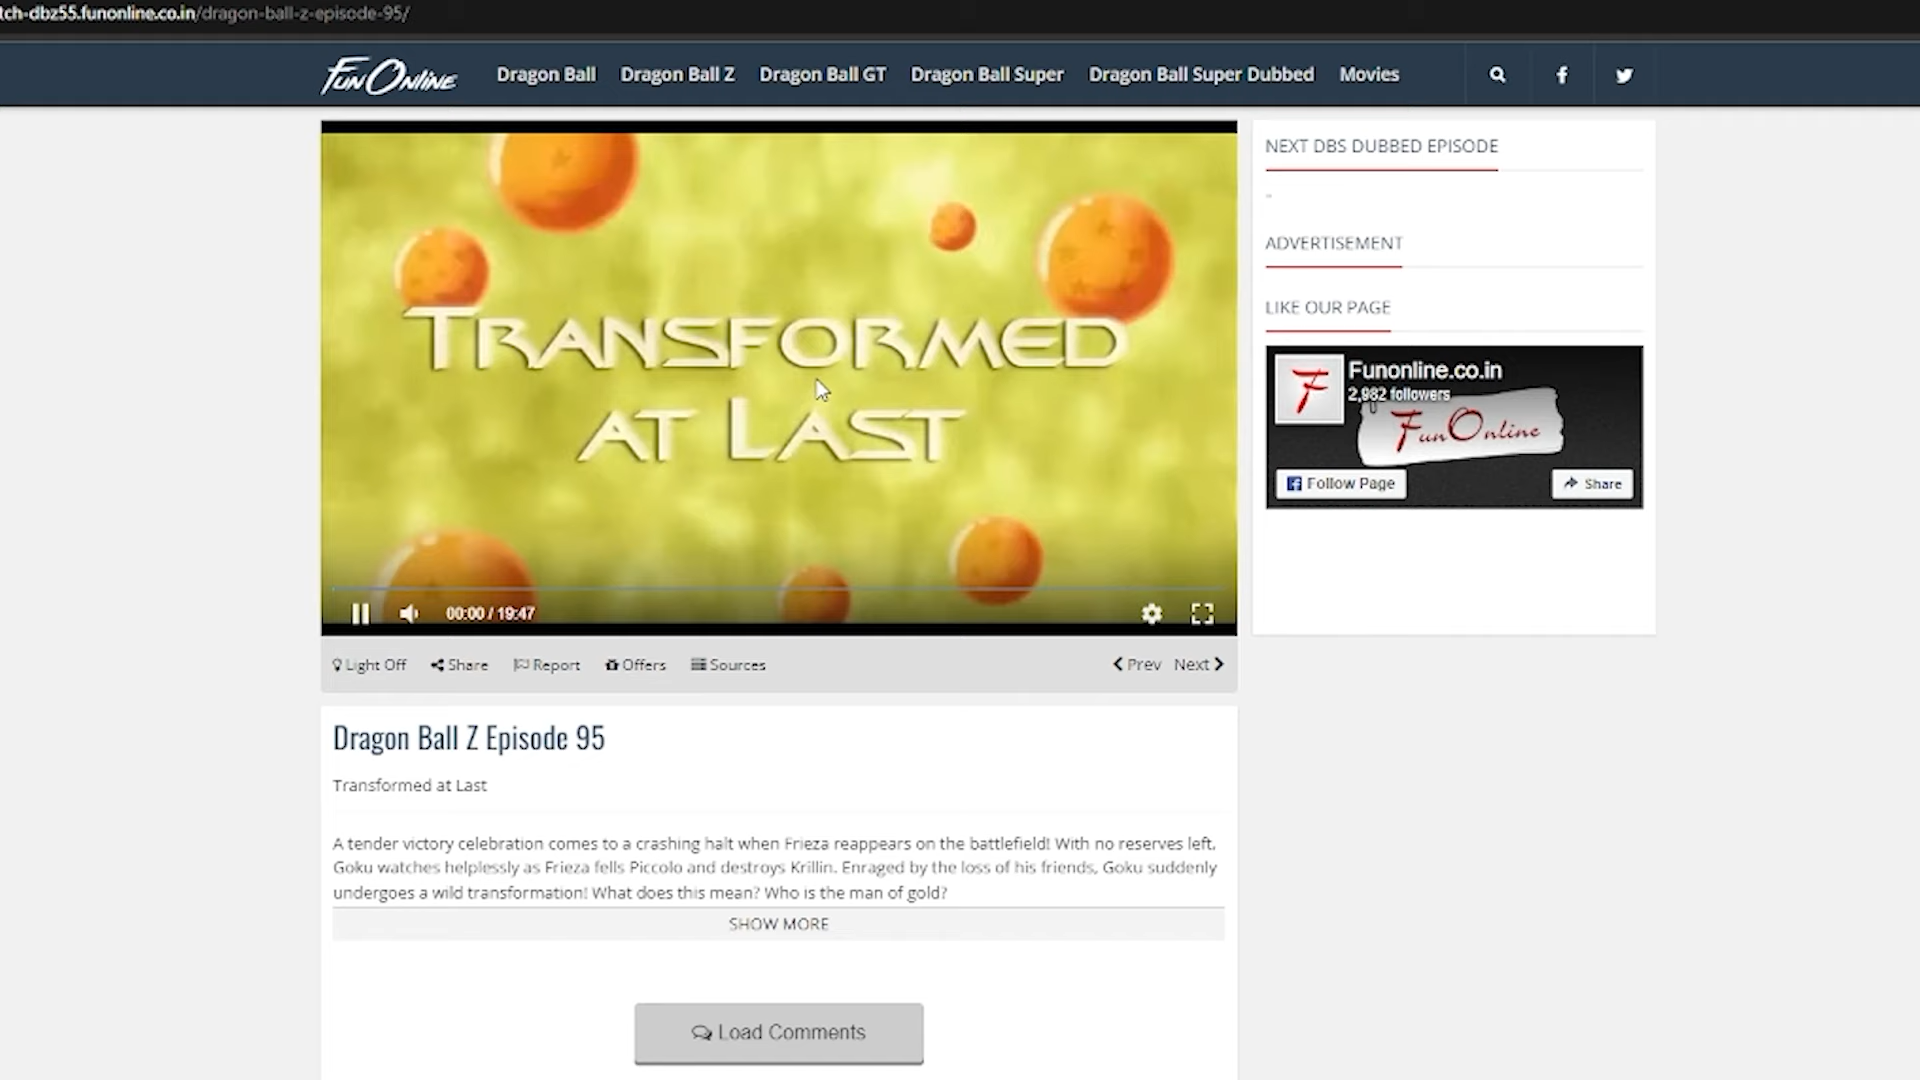 tch-dbz55.funonline.co.in/dragon-ball-z-episode-95/
FunOnline Dragon Ball Dragon Ball Z Dragon Ball GT Dragon Ball Super Dragon Ball Super Dubbed Movies
TRANSFORMED
AT LAST
00:00 / 19:47
Light Off Share Report Offers Sources Prev Next
Dragon Ball Z Episode 95
Transformed at Last
A tender victory celebration comes to a crashing halt when Frieza reappears on the battlefield! With no reserves left,
Goku watches helplessly as Frieza fells Piccolo and destroys Krillin. Enraged by the loss of his friends, Goku suddenly
undergoes a wild transformation! What does this mean? Who is the man of gold?
SHOW MORE
Load Comments
NEXT DBS DUBBED EPISODE
-
ADVERTISEMENT
LIKE OUR PAGE
Funonline.co.in
2,982 followers
FunOnline
Follow Page Share